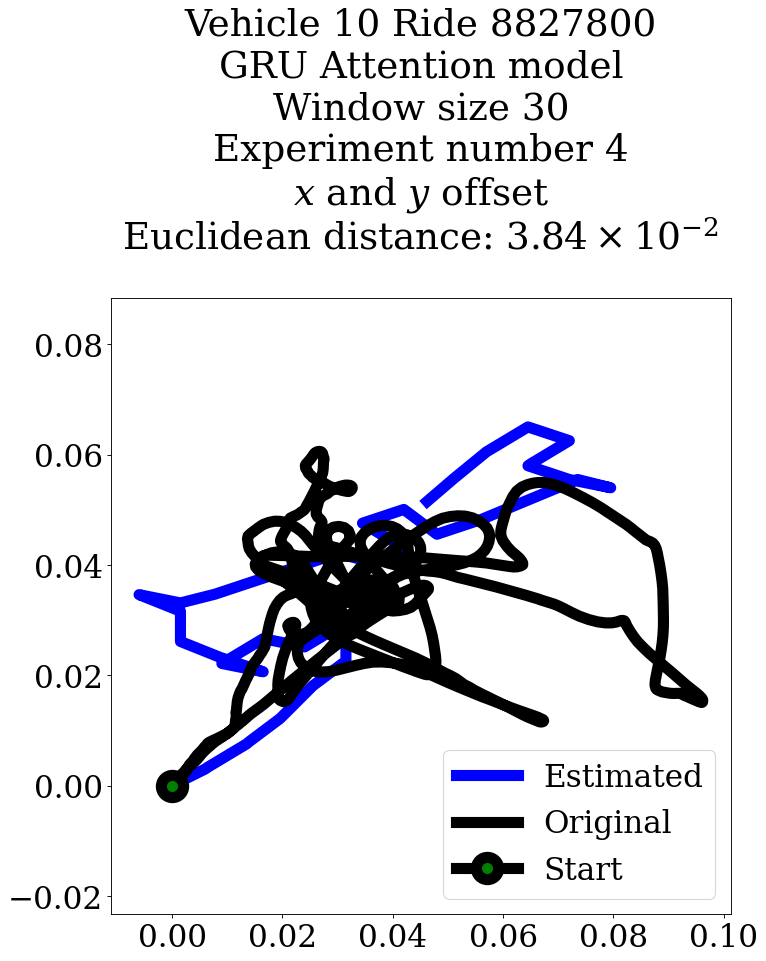 Vehicle 10 Ride 8827800
GRU Attention model
Window size 30
Experiment number 4
x and y offset
Euclidean distance: 3.84 × 10⁻²
0.08
0.06
0.04
0.02
0.00
−0.02
Estimated
Original
Start
0.00 0.02 0.04 0.06 0.08 0.10